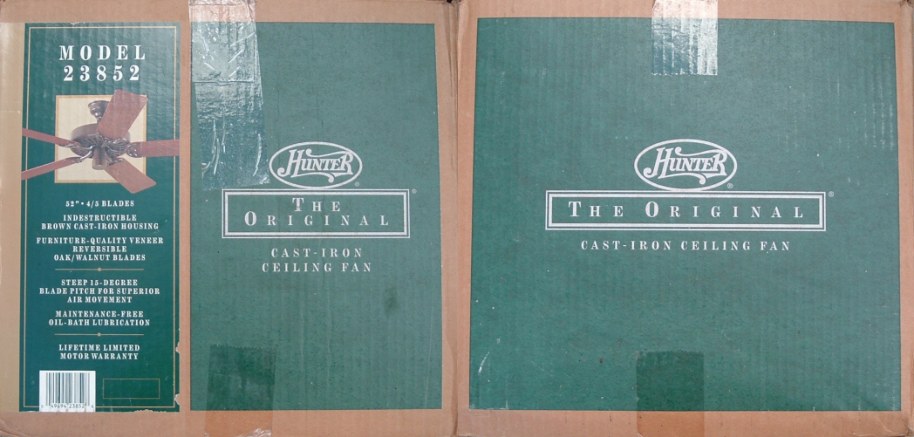 MODEL
23852
52" • 4/5 BLADES
INDESTRUCTIBLE
BROWN CAST-IRON HOUSING
FURNITURE-QUALITY VENEER
REVERSIBLE
OAK/WALNUT BLADES
STEEP 15-DEGREE
BLADE PITCH FOR SUPERIOR
AIR MOVEMENT
MAINTENANCE-FREE
OIL-BATH LUBRICATION
LIFETIME LIMITED
MOTOR WARRANTY
HUNTER®
THE
ORIGINAL®
CAST-IRON
CEILING FAN
HUNTER®
THE ORIGINAL®
CAST-IRON CEILING FAN